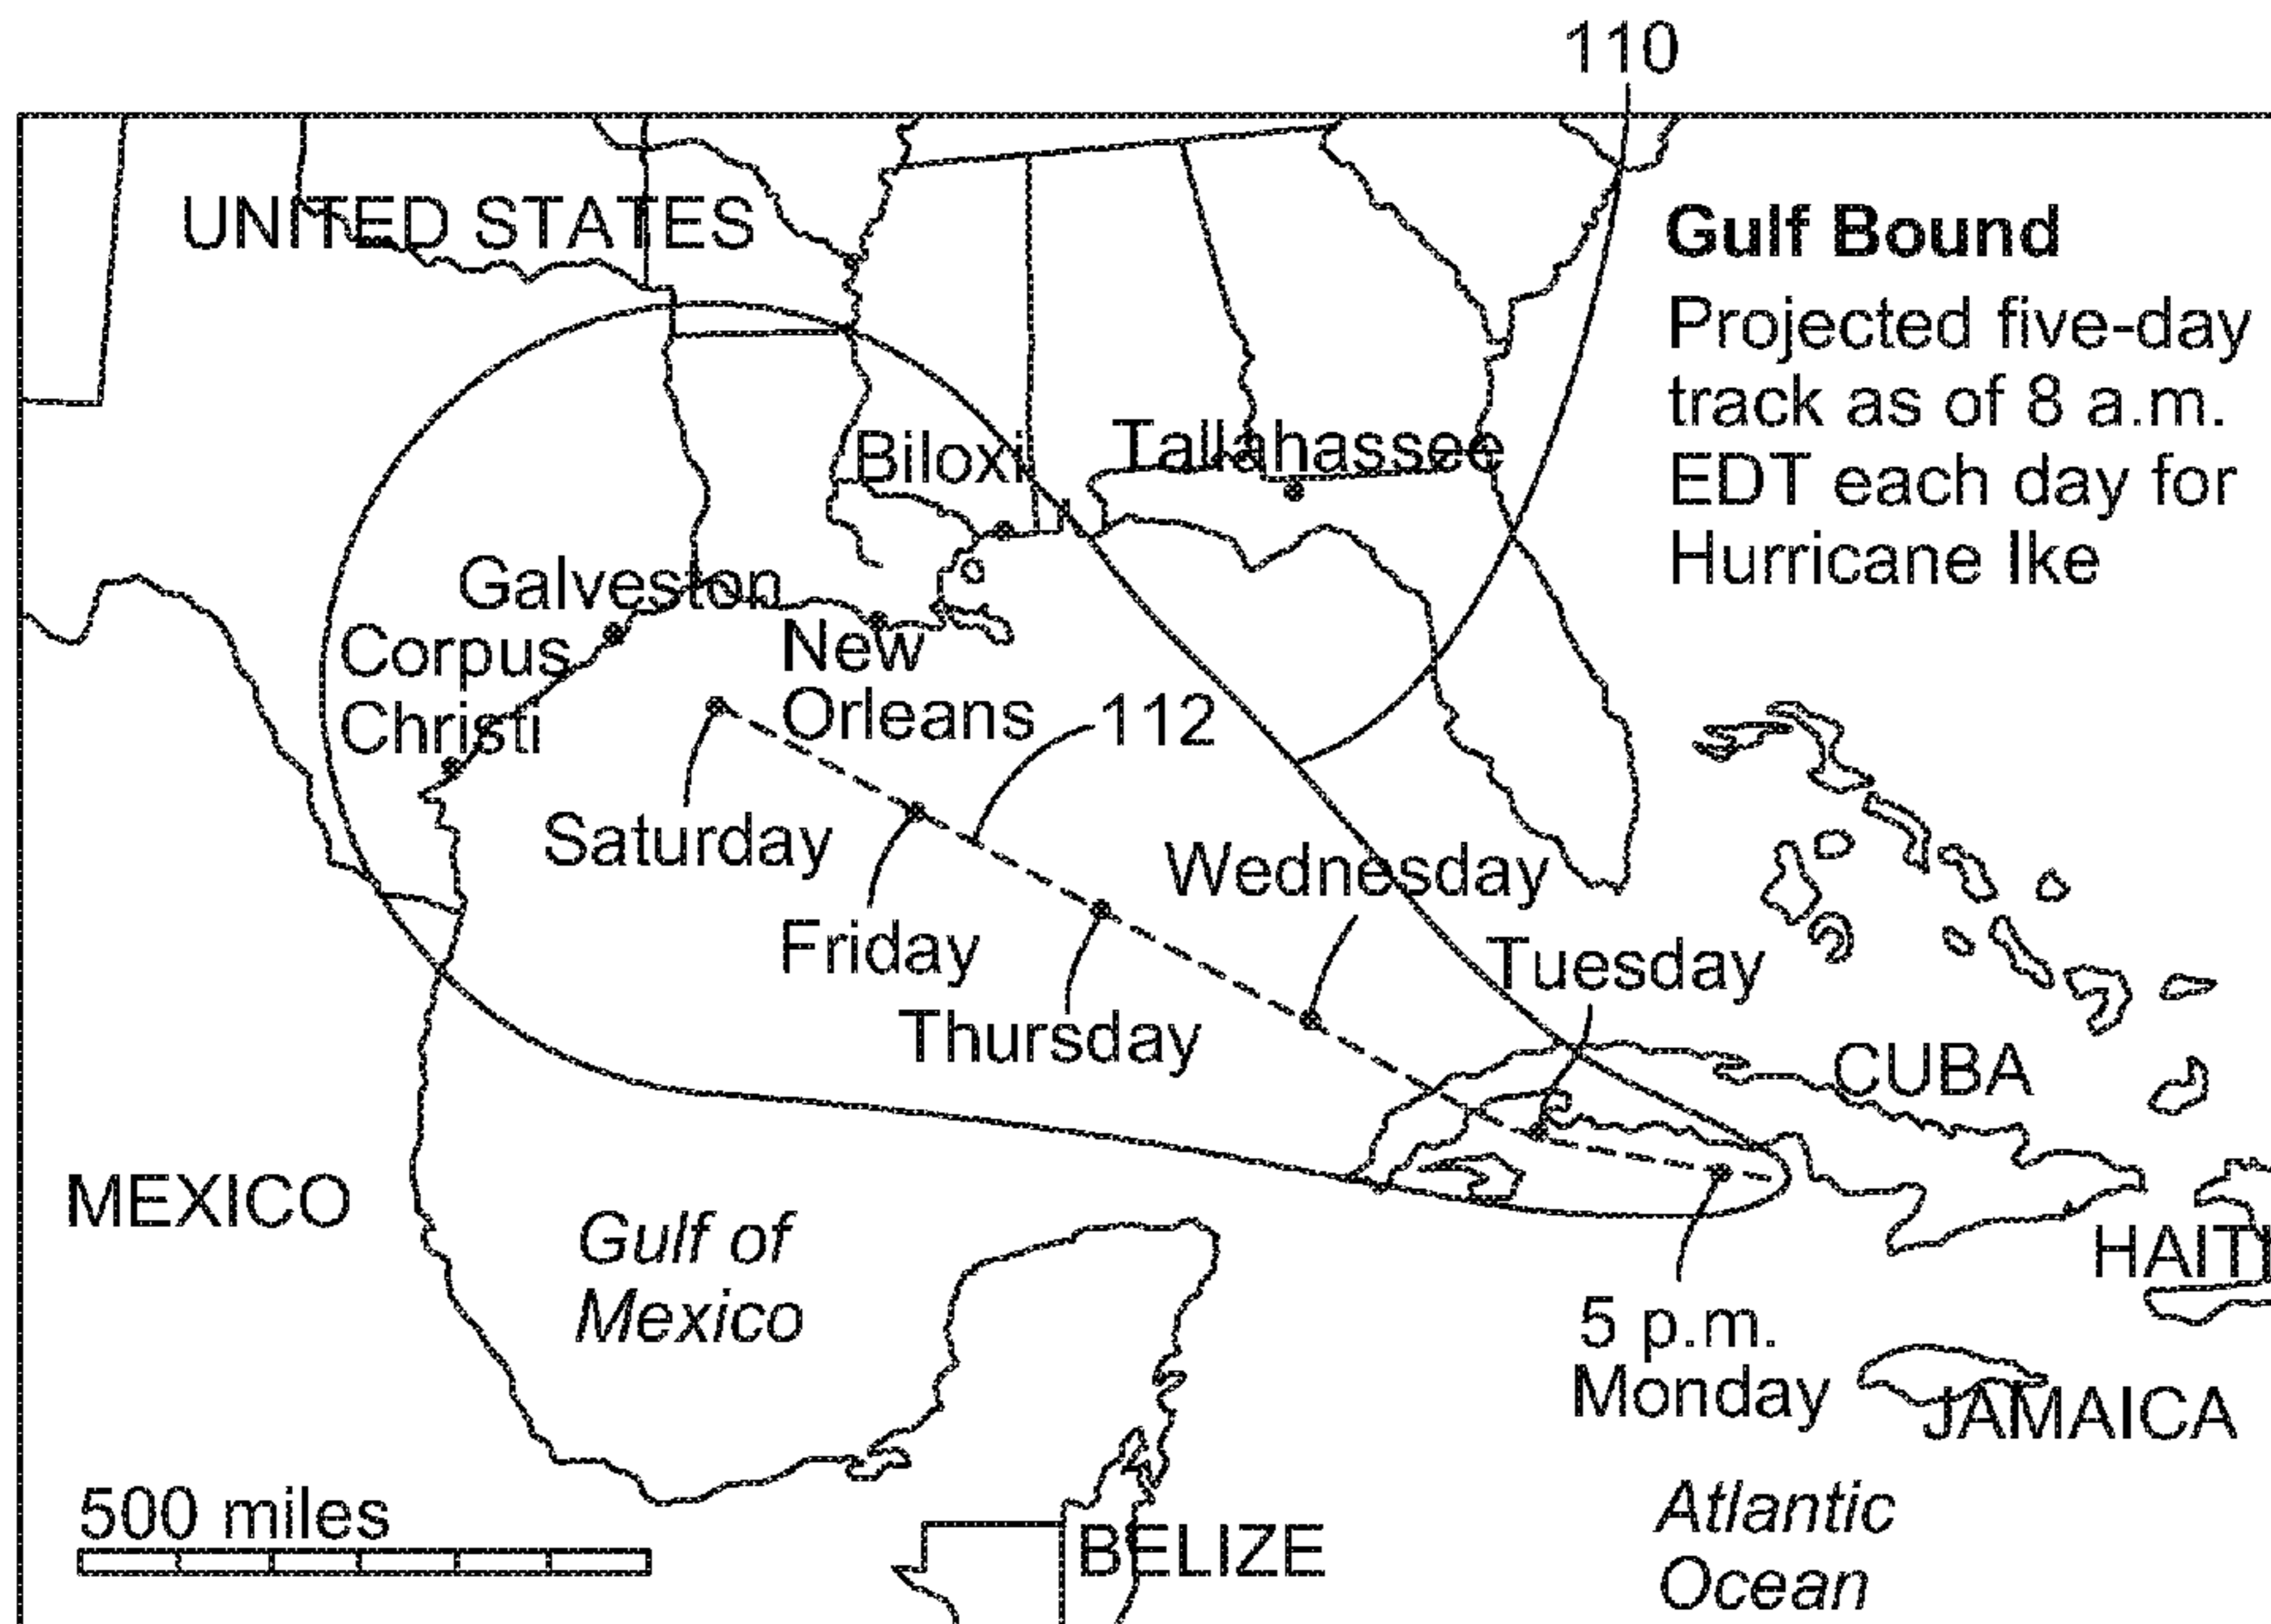 110
UNITED STATES
Gulf Bound
Projected five-day
track as of 8 a.m.
EDT each day for
Hurricane Ike
Biloxi
Tallahassee
Galveston
Corpus
Christi
New
Orleans
112
Saturday
Wednesday
Friday
Tuesday
Thursday
CUBA
MEXICO
Gulf of
Mexico
HAITI
5 p.m.
Monday
JAMAICA
500 miles
BELIZE
Atlantic
Ocean